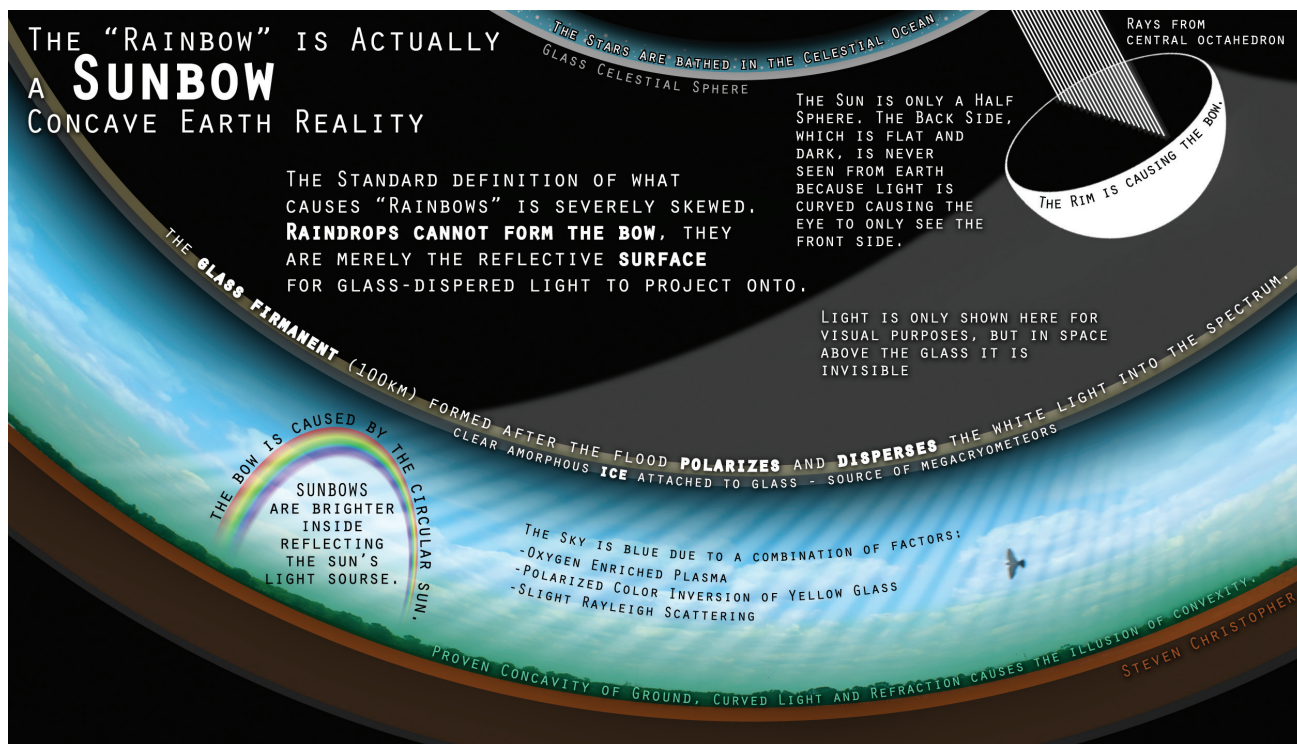 The "Rainbow" is Actually
a Sunbow
Concave Earth Reality
The Stars are bathed in the Celestial Ocean
Glass Celestial Sphere
Rays from
central octahedron
The Sun is only a Half
Sphere. The Back Side,
which is flat and
dark, is never
seen from earth
because light is
curved causing the
eye to only see the
front side.
The Rim is causing the bow.
The Standard definition of what
causes "Rainbows" is severely skewed.
Raindrops cannot form the bow, they
are merely the reflective surface
for glass-dispered light to project onto.
Light is only shown here for
visual purposes, but in space
above the glass it is
invisible
The Glass Firmanent (100km) formed after the flood polarizes and disperses the white light into the spectrum.
Clear amorphous ice attached to glass - source of megacryometeors
The bow is caused by the circular sun.
Sunbows
are brighter
inside
reflecting
the sun's
light sourse.
The Sky is blue due to a combination of factors:
-Oxygen Enriched Plasma
-Polarized Color Inversion of Yellow Glass
-Slight Rayleigh Scattering
Proven Concavity of Ground, Curved Light and Refraction causes the illusion of convexity.
Steven Christopher